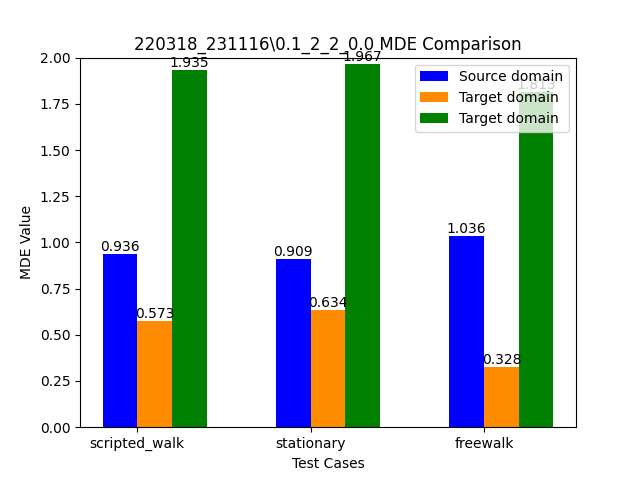 220318_231116\0.1_2_2_0.0 MDE Comparison
MDE Value
2.00
1.75
1.50
1.25
1.00
0.75
0.50
0.25
0.00
Source domain
Target domain
Target domain
0.936
0.573
1.935
0.909
0.634
1.967
1.036
0.328
1.813
scripted_walk
stationary
freewalk
Test Cases